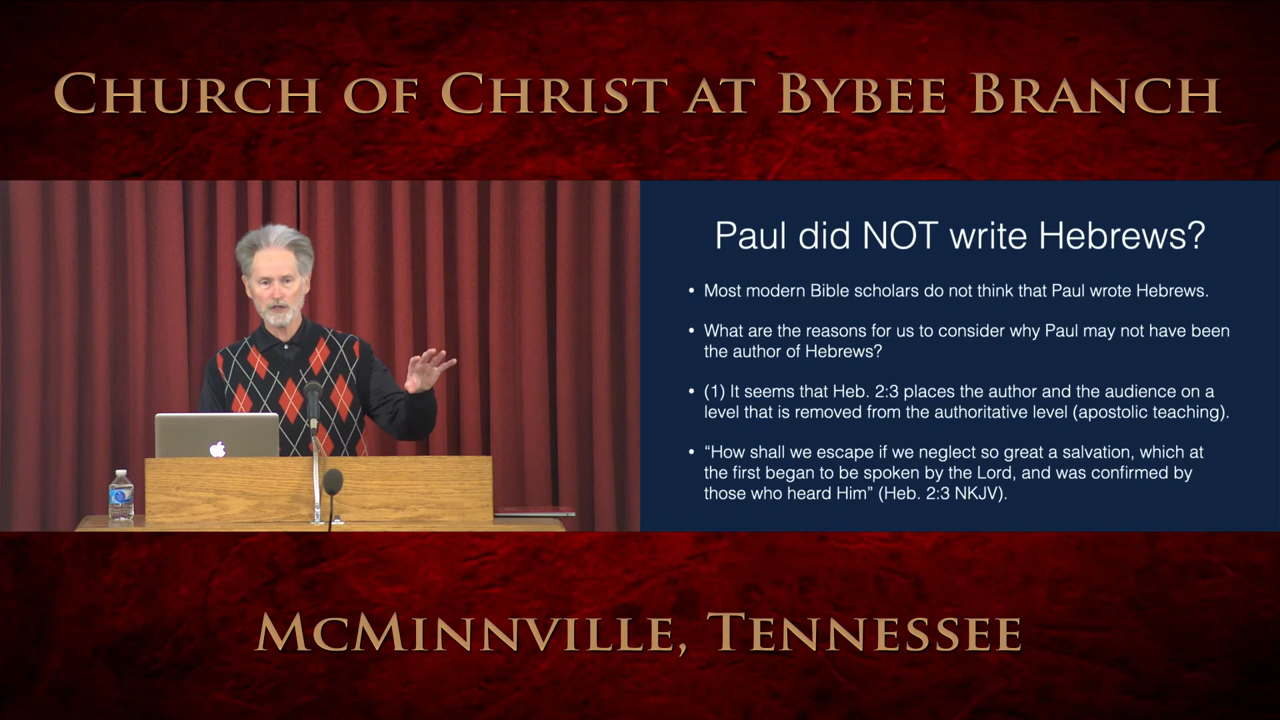 CHURCH OF CHRIST AT BYBEE BRANCH
Paul did NOT write Hebrews?
• Most modern Bible scholars do not think that Paul wrote Hebrews.
• What are the reasons for us to consider why Paul may not have been
the author of Hebrews?
• (1) It seems that Heb. 2:3 places the author and the audience on a
level that is removed from the authoritative level (apostolic teaching).
• “How shall we escape if we neglect so great a salvation, which at
the first began to be spoken by the Lord, and was confirmed by
those who heard Him” (Heb. 2:3 NKJV).
MCMINNVILLE, TENNESSEE